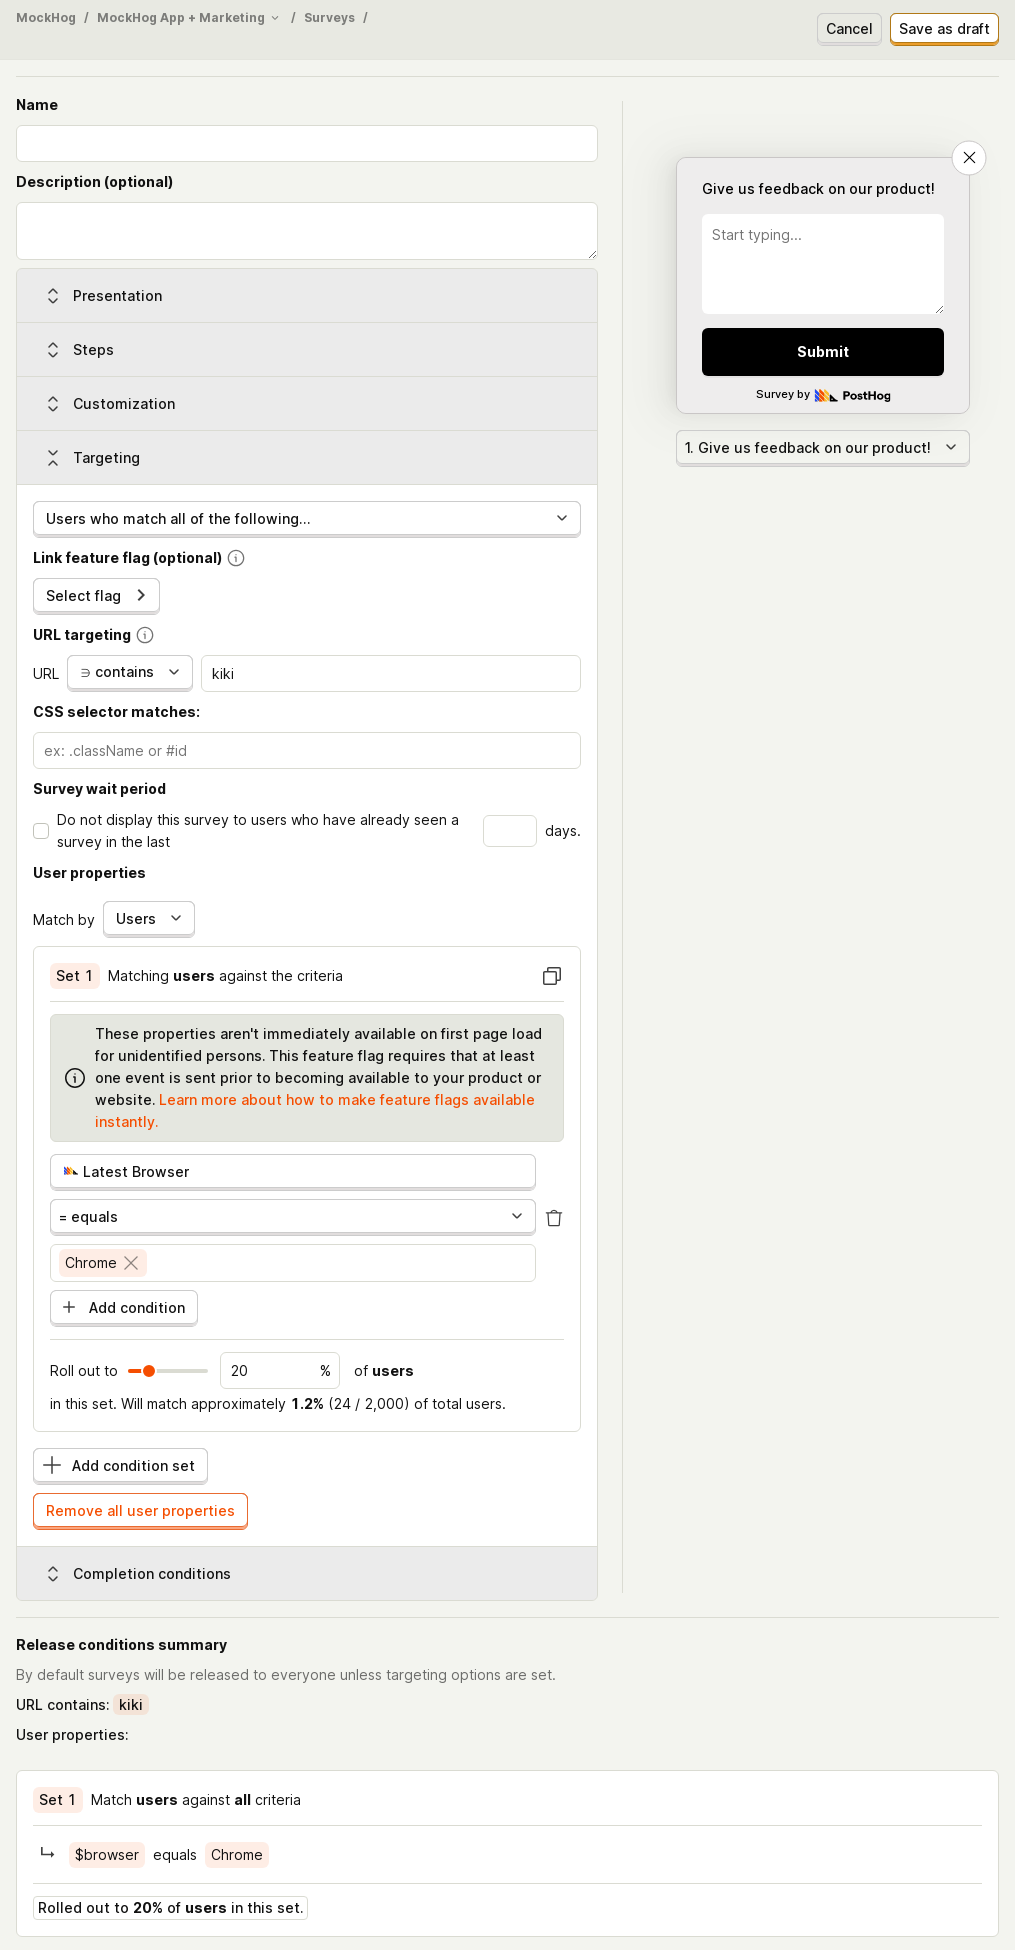 MockHog / MockHog App + Marketing / Surveys /
Cancel
Save as draft
Name
Description (optional)
Presentation
Steps
Customization
Targeting
Users who match all of the following...
Link feature flag (optional)
Select flag
URL targeting
URL
∋ contains
kiki
CSS selector matches:
ex: .className or #id
Survey wait period
Do not display this survey to users who have already seen a
survey in the last
days.
User properties
Match by
Users
Set 1 Matching users against the criteria
These properties aren't immediately available on first page load
for unidentified persons. This feature flag requires that at least
one event is sent prior to becoming available to your product or
website. Learn more about how to make feature flags available
instantly.
Latest Browser
= equals
Chrome
Add condition
Roll out to
20 %
of users
in this set. Will match approximately 1.2% (24 / 2,000) of total users.
Add condition set
Remove all user properties
Completion conditions
Give us feedback on our product!
Start typing...
Submit
Survey by PostHog
1. Give us feedback on our product!
Release conditions summary
By default surveys will be released to everyone unless targeting options are set.
URL contains: kiki
User properties:
Set 1 Match users against all criteria
$browser equals Chrome
Rolled out to 20% of users in this set.